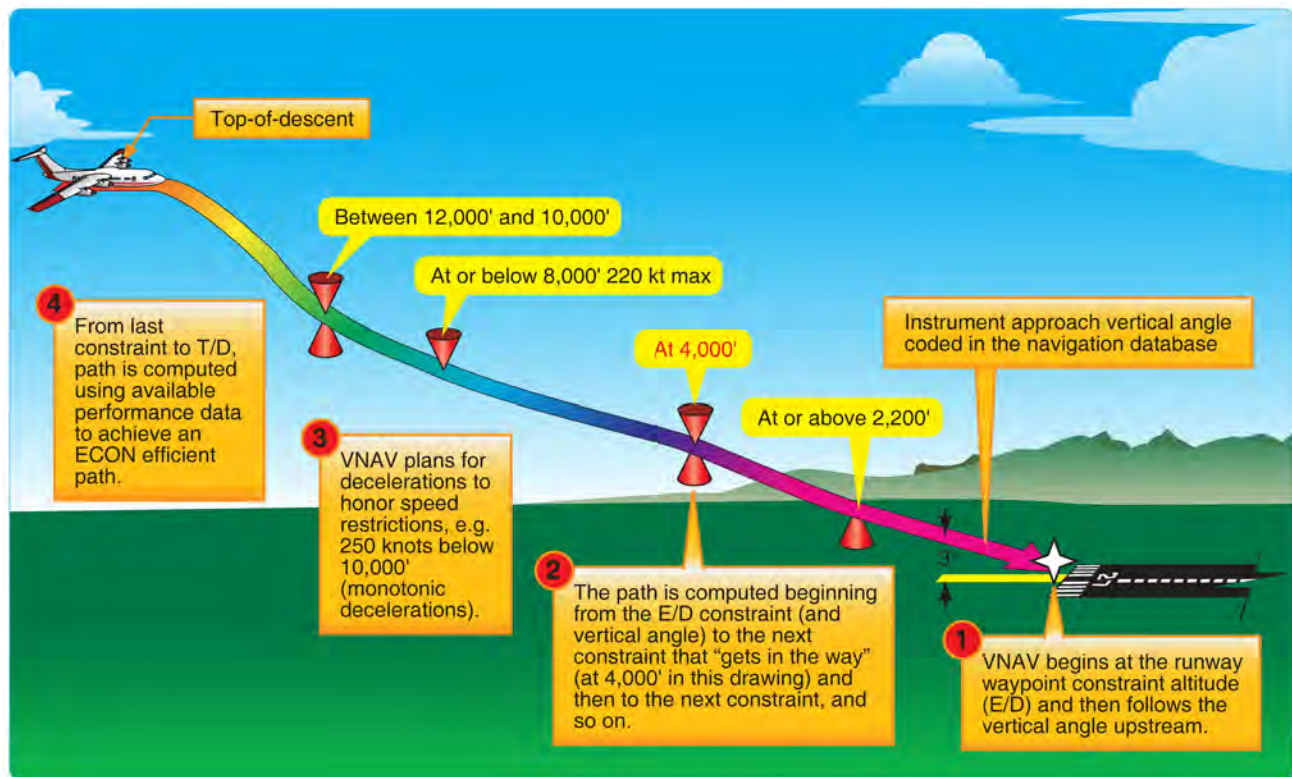 Top-of-descent
Between 12,000' and 10,000'
At or below 8,000' 220 kt max
4
From last
constraint to T/D,
path is computed
using available
performance data
to achieve an
ECON efficient
path.
At 4,000'
Instrument approach vertical angle
coded in the navigation database
At or above 2,200'
3
VNAV plans for
decelerations to
honor speed
restrictions, e.g.
250 knots below
10,000'
(monotonic
decelerations).
2
The path is computed beginning
from the E/D constraint (and
vertical angle) to the next
constraint that “gets in the way”
(at 4,000' in this drawing) and
then to the next constraint, and
so on.
1
VNAV begins at the runway
waypoint constraint altitude
(E/D) and then follows the
vertical angle upstream.